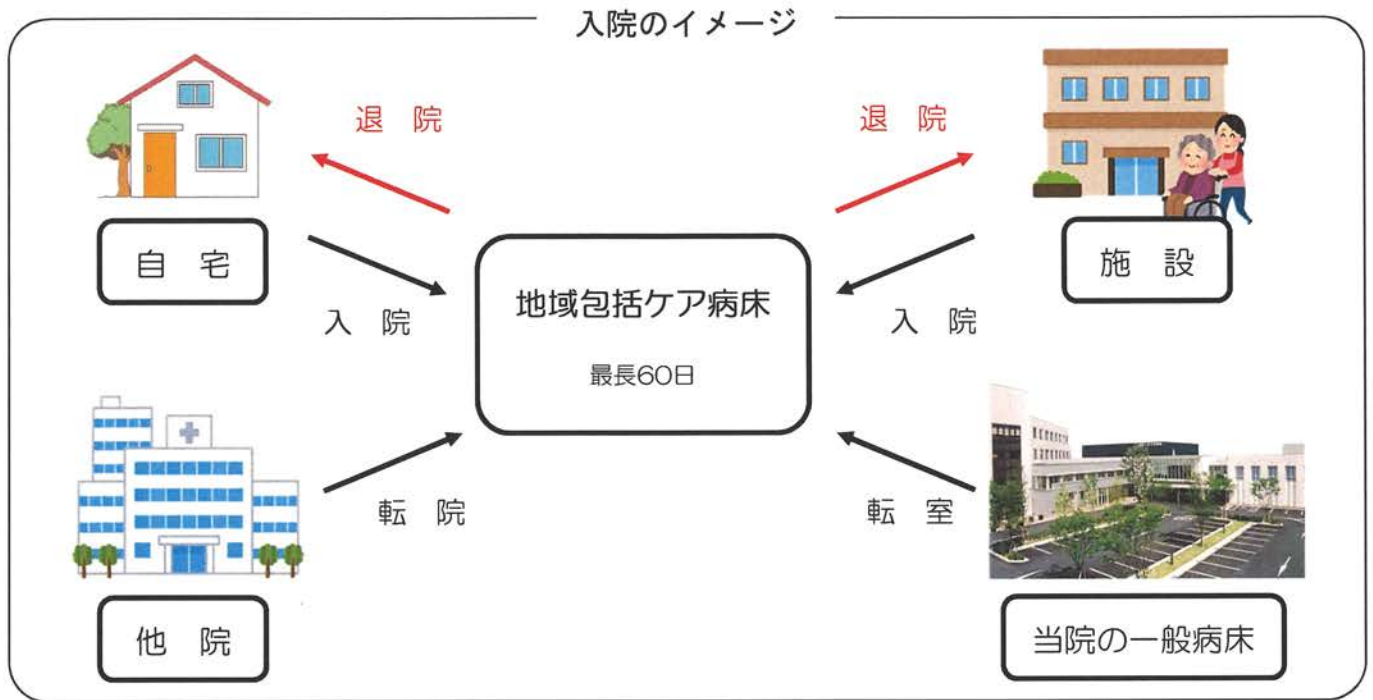 入院のイメージ
退 院
退 院
自 宅
施 設
入 院
地域包括ケア病床
最長60日
入 院
転 院
転 室
他 院
当院の一般病床